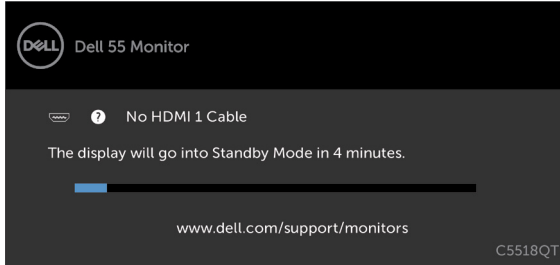 DELL
Dell 55 Monitor
? No HDMI 1 Cable
The display will go into Standby Mode in 4 minutes.
www.dell.com/support/monitors
C5518QT